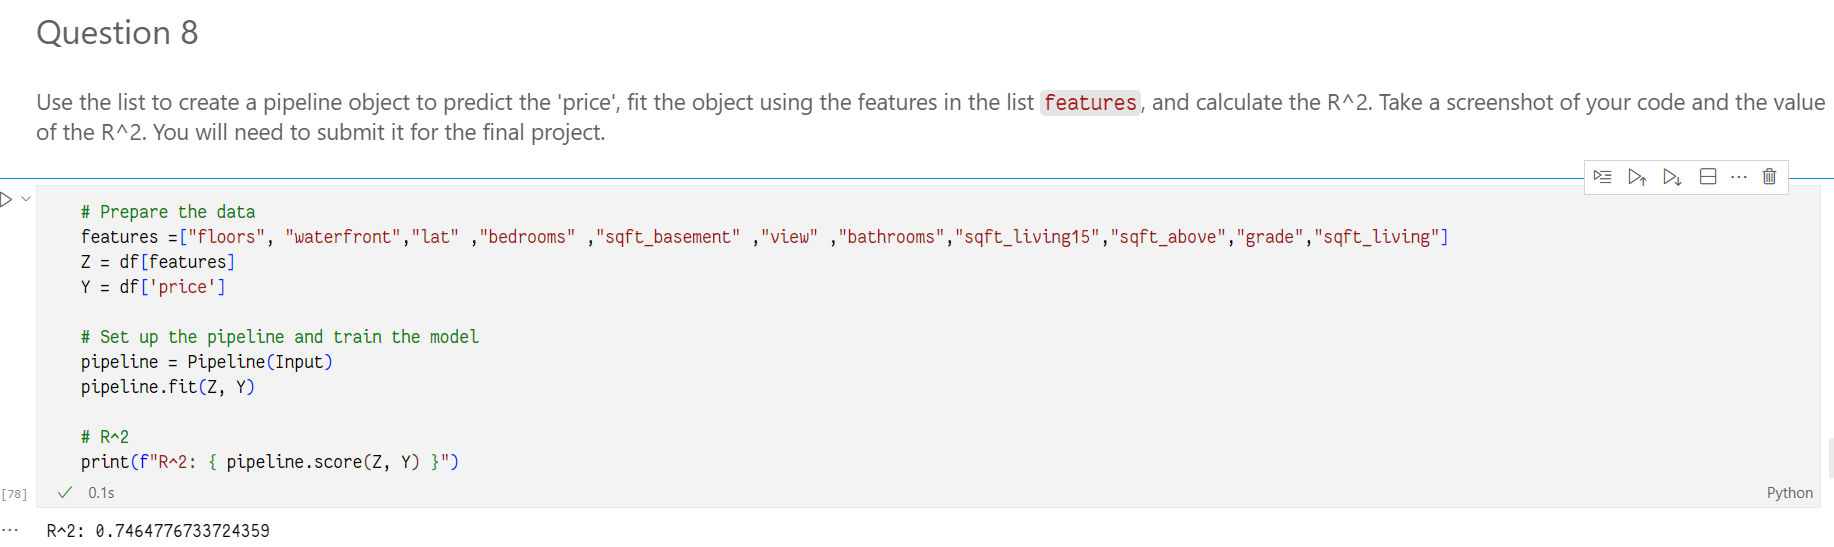 Question 8
Use the list to create a pipeline object to predict the 'price', fit the object using the features in the list features, and calculate the R^2. Take a screenshot of your code and the value
of the R^2. You will need to submit it for the final project.
# Prepare the data
features =["floors", "waterfront","lat" ,"bedrooms" ,"sqft_basement" ,"view" ,"bathrooms","sqft_living15","sqft_above","grade","sqft_living"]
Z = df[features]
Y = df['price']
# Set up the pipeline and train the model
pipeline = Pipeline(Input)
pipeline.fit(Z, Y)
# R^2
print(f"R^2: { pipeline.score(Z, Y) }")
[78] 0.1s Python
R^2: 0.7464776733724359